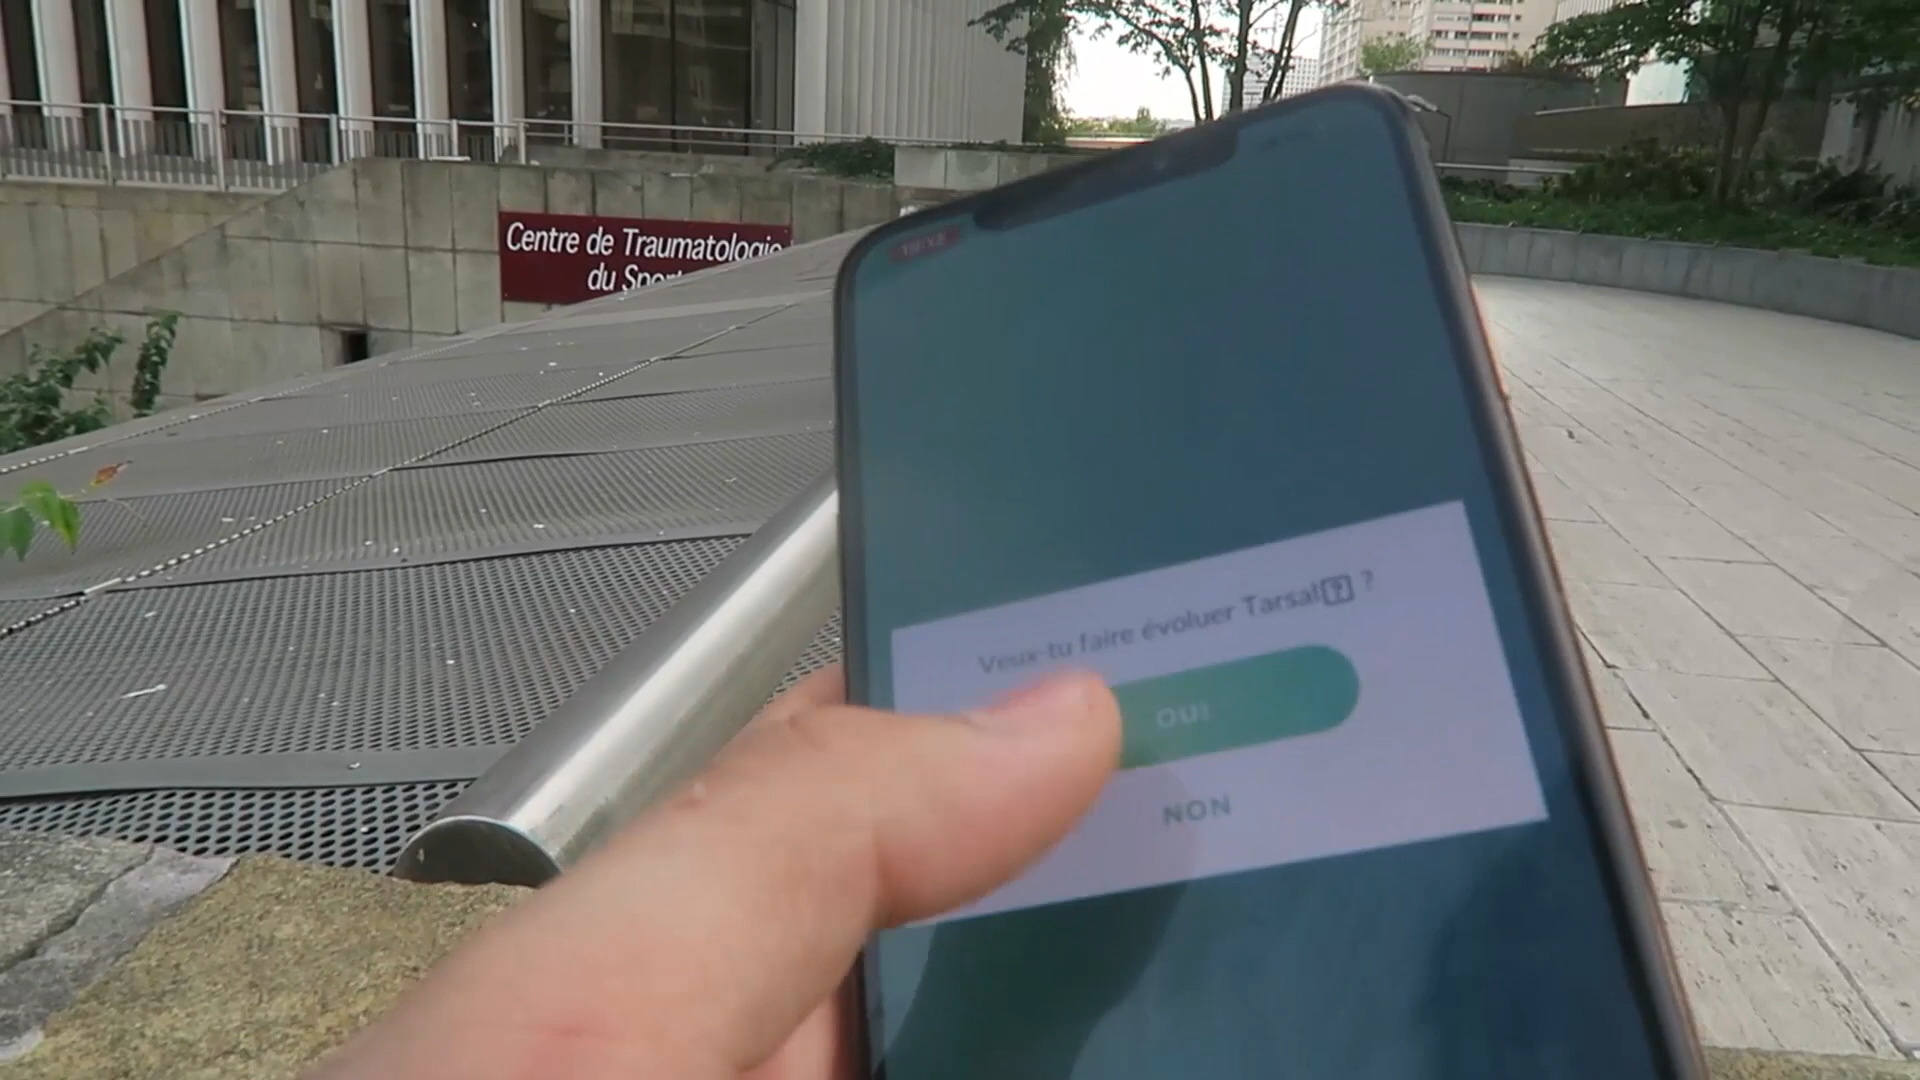 Centre de Traumatologie
du Sport
Veux-tu faire évoluer Tarsal⍰ ?
OUI
NON